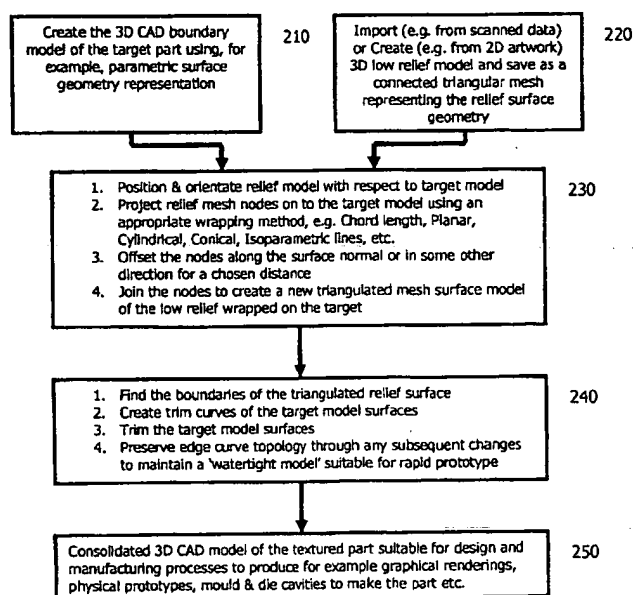 Create the 3D CAD boundary
model of the target part using, for
example, parametric surface
geometry representation
210
Import (e.g. from scanned data)
or Create (e.g. from 2D artwork)
3D low relief model and save as a
connected triangular mesh
representing the relief surface
geometry
220
1. Position & orientate relief model with respect to target model
2. Project relief mesh nodes on to the target model using an
appropriate wrapping method, e.g. Chord length, Planar,
Cylindrical, Conical, Isoparametric lines, etc.
3. Offset the nodes along the surface normal or in some other
direction for a chosen distance
4. Join the nodes to create a new triangulated mesh surface model
of the low relief wrapped on the target
230
1. Find the boundaries of the triangulated relief surface
2. Create trim curves of the target model surfaces
3. Trim the target model surfaces
4. Preserve edge curve topology through any subsequent changes
to maintain a 'watertight model' suitable for rapid prototype
240
Consolidated 3D CAD model of the textured part suitable for design and
manufacturing processes to produce for example graphical renderings,
physical prototypes, mould & die cavities to make the part etc.
250